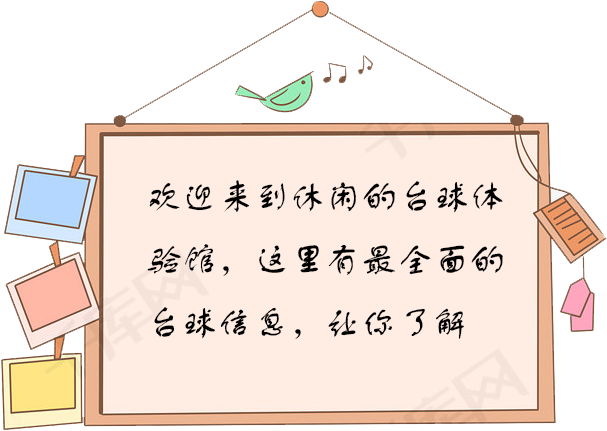 欢迎来到休闲的台球体
验馆，这里有最全面的
台球信息，让你了解